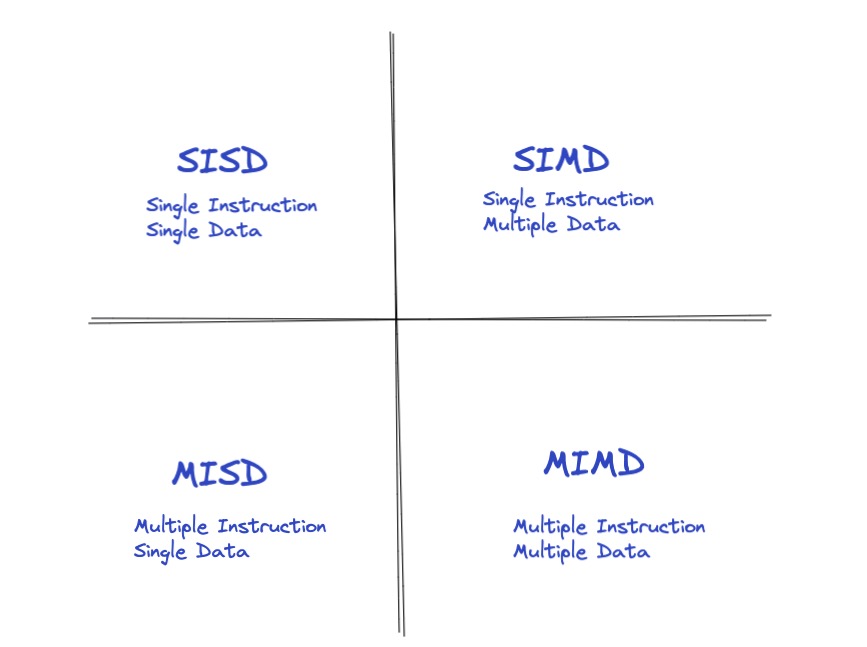 SISD
Single Instruction
Single Data
SIMD
Single Instruction
Multiple Data
MISD
Multiple Instruction
Single Data
MIMD
Multiple Instruction
Multiple Data